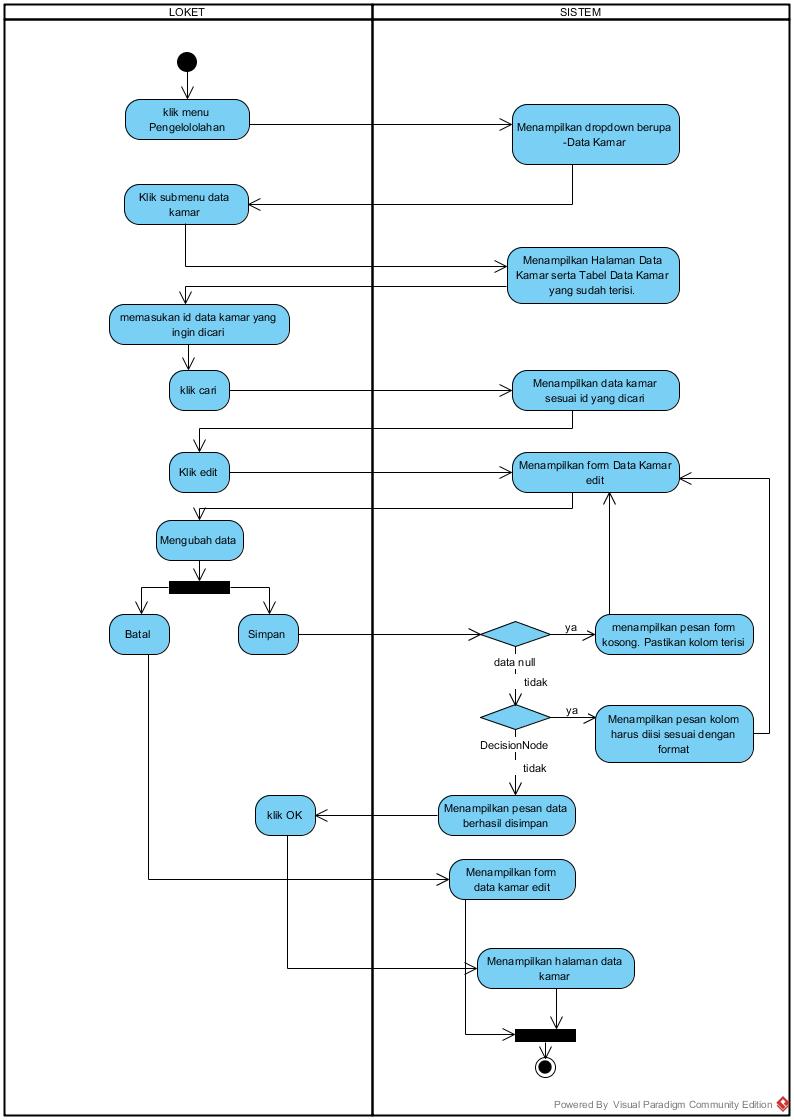 LOKET
SISTEM
klik menu
Pengelololahan
Menampilkan dropdown berupa
-Data Kamar
Klik submenu data
kamar
Menampilkan Halaman Data
Kamar serta Tabel Data Kamar
yang sudah terisi.
memasukan id data kamar yang
ingin dicari
klik cari
Menampilkan data kamar
sesuai id yang dicari
Klik edit
Menampilkan form Data Kamar
edit
Mengubah data
Batal
Simpan
ya
menampilkan pesan form
kosong. Pastikan kolom terisi
data null
tidak
ya
Menampilkan pesan kolom
harus diisi sesuai dengan
format
DecisionNode
tidak
klik OK
Menampilkan pesan data
berhasil disimpan
Menampilkan form
data kamar edit
Menampilkan halaman data
kamar
Powered By Visual Paradigm Community Edition